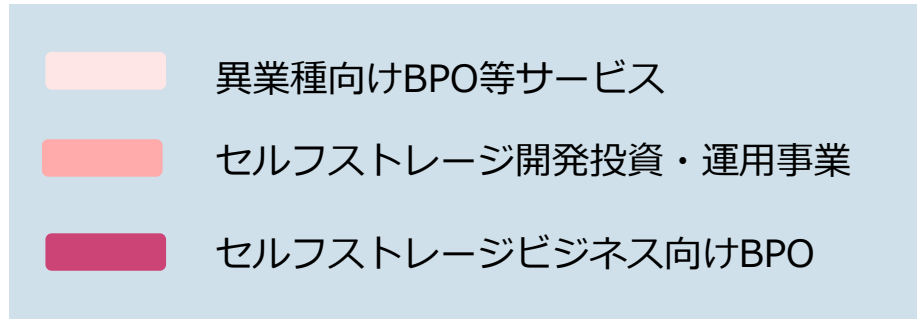 異業種向けBPO等サービス
セルフストレージ開発投資・運用事業
セルフストレージビジネス向けBPO